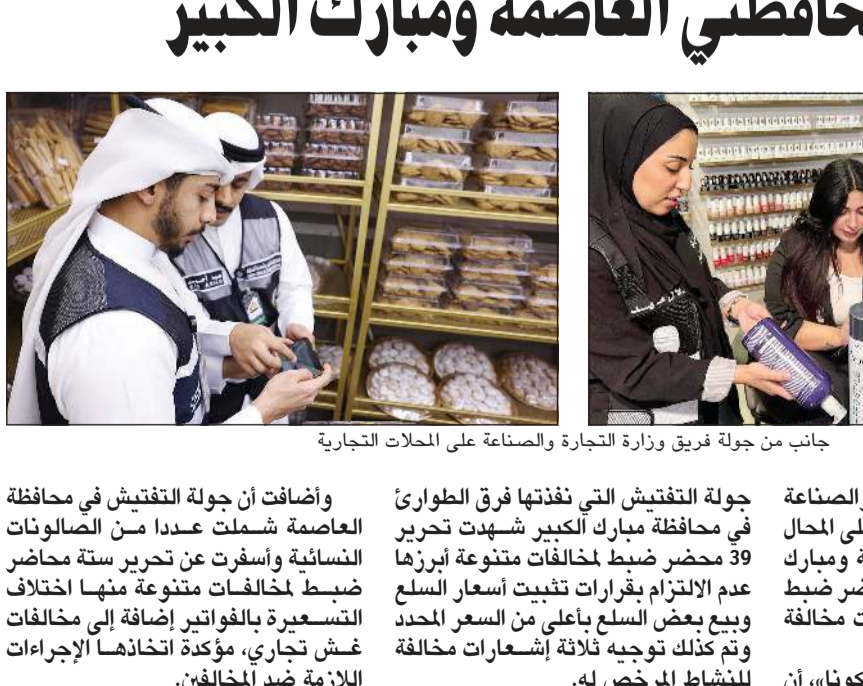 حافظتي العاصمة ومبارك الكبير
جانب من جولة فريق وزارة التجارة والصناعة على المحلات التجارية
والصناعة
على المحال
ومبارك
ضبط
مخالفة
«كونا»، أن
جولة التفتيش التي نفذتها فرق الطوارئ
في محافظة مبارك الكبير شهدت تحرير
39 محضر ضبط لمخالفات متنوعة أبرزها
عدم الالتزام بقرارات تثبيت أسعار السلع
وبيع بعض السلع بأعلى من السعر المحدد
وتم كذلك توجيه ثلاثة إشعارات مخالفة
للنشاط المرخص له.
وأضافت أن جولة التفتيش في محافظة
العاصمة شملت عددا من الصالونات
النسائية وأسفرت عن تحرير ستة محاضر
ضبط لمخالفات متنوعة منها اختلاف
التسعيرة بالفواتير إضافة إلى مخالفات
غش تجاري، مؤكدة اتخاذها الإجراءات
اللازمة ضد المخالفين.